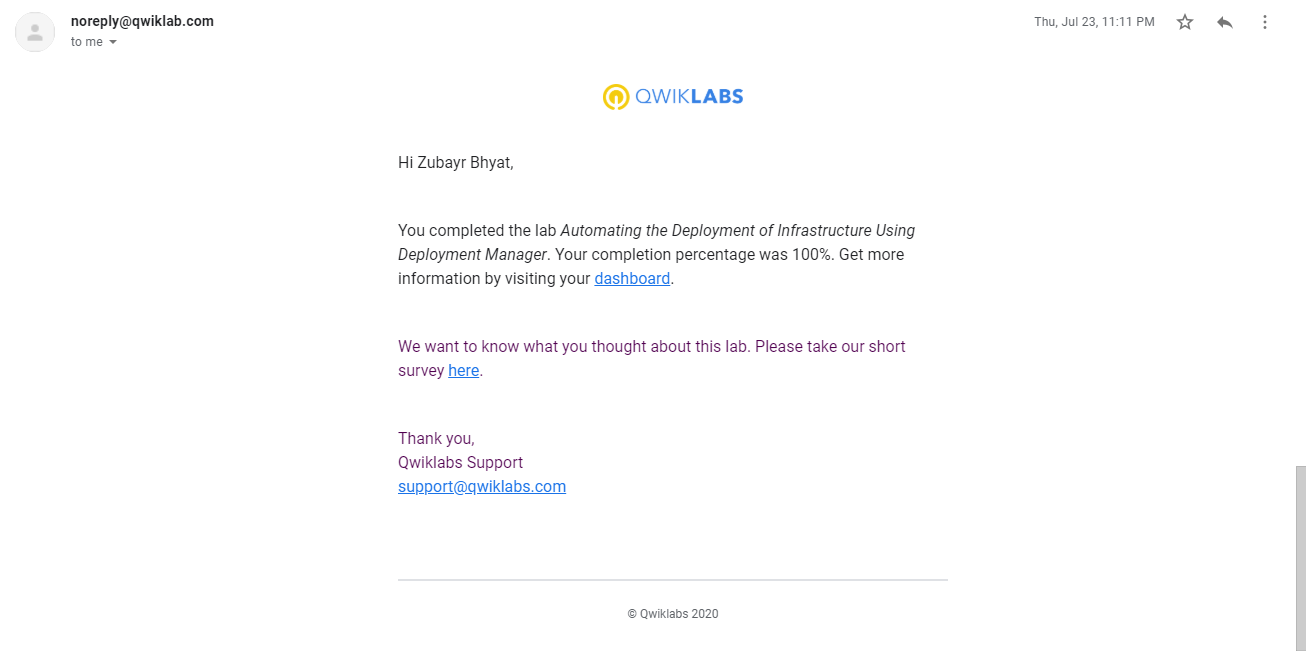 noreply@qwiklab.com
Thu, Jul 23, 11:11 PM
to me
QWIKLABS
Hi Zubayr Bhyat,
You completed the lab Automating the Deployment of Infrastructure Using
Deployment Manager. Your completion percentage was 100%. Get more
information by visiting your dashboard.
We want to know what you thought about this lab. Please take our short
survey here.
Thank you,
Qwiklabs Support
support@qwiklabs.com
© Qwiklabs 2020